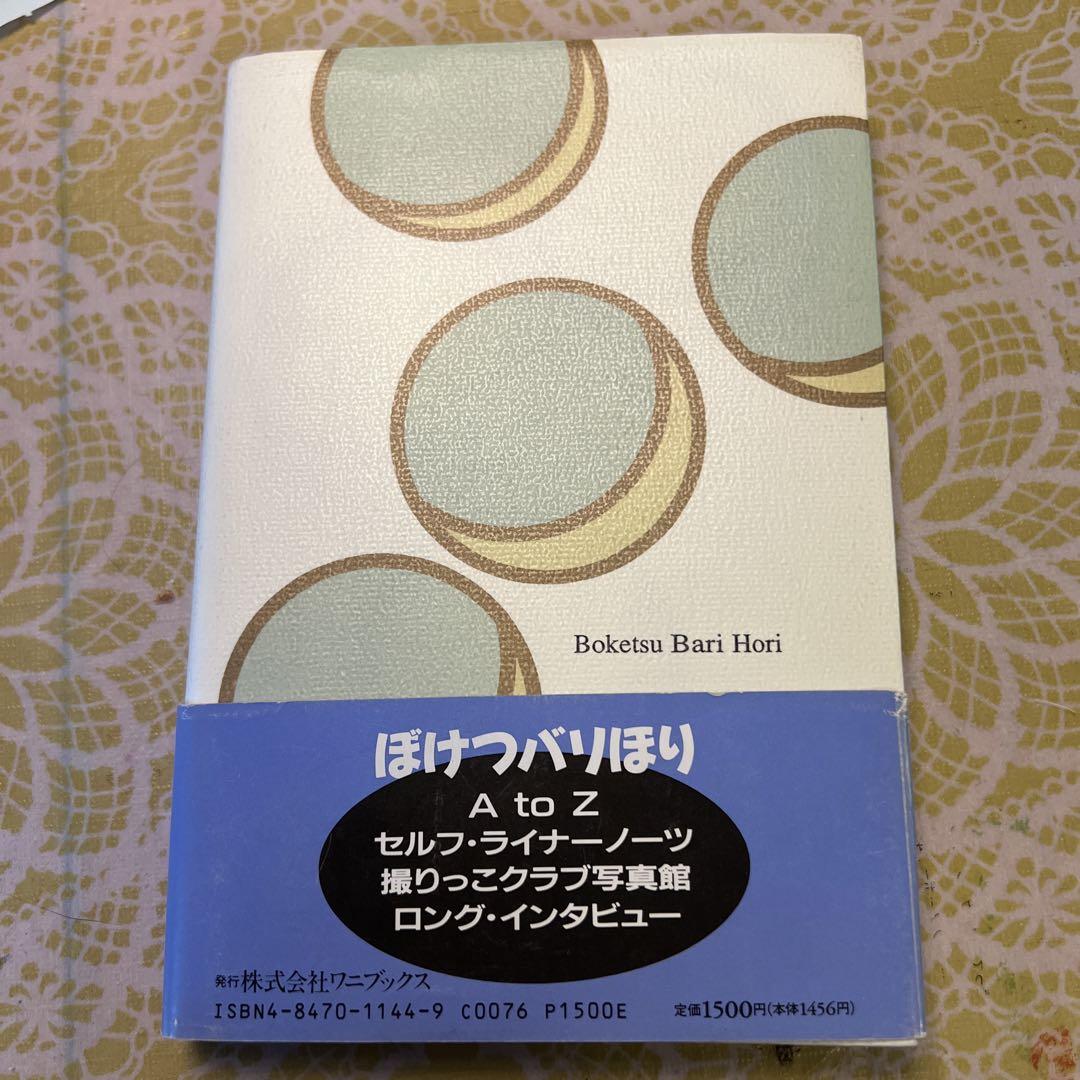 Boketsu Bari Hori
ぼけつバリほり
A to Z
セルフ・ライナーノーツ
撮りっこクラブ写真館
ロング・インタビュー
発行 株式会社ワニブックス
ISBN4-8470-1144-9 C0076 P1500E 定価1500円(本体1456円)